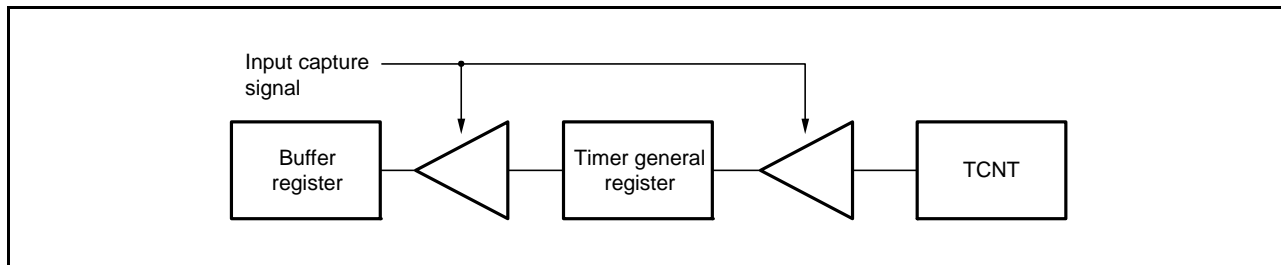 Input capture
signal
Buffer
register
Timer general
register
TCNT